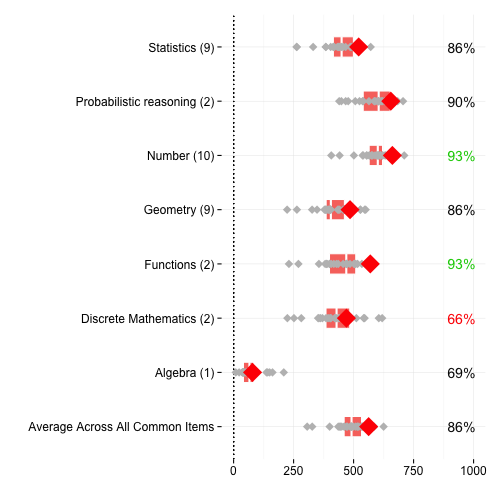 Statistics (9) 86%
Probabilistic reasoning (2) 90%
Number (10) 93%
Geometry (9) 86%
Functions (2) 93%
Discrete Mathematics (2) 66%
Algebra (1) 69%
Average Across All Common Items 86%
0 250 500 750 1000